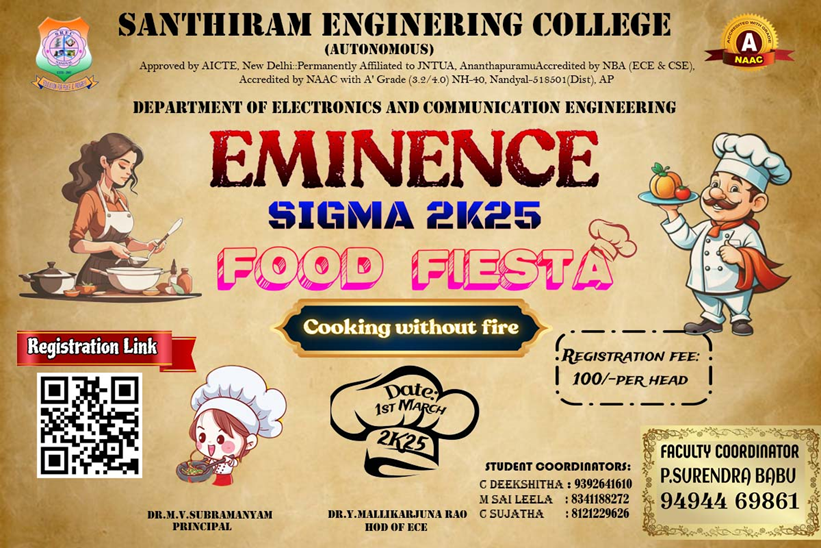 SANTHIRAM ENGINERING COLLEGE
(AUTONOMOUS)
Approved by AICTE, New Delhi::Permanently Affiliated to JNTUA, AnanthapuramuAccredited by NBA (ECE & CSE),
Accredited by NAAC with A' Grade (3.2/4.0) NH-40, Nandyal-518501(Dist), AP
A
NAAC
DEPARTMENT OF ELECTRONICS AND COMMUNICATION ENGINEERING
EMINENCE
SIGMA 2K25
FOOD FIESTA
Cooking without fire
Registration Link
REGISTRATION FEE:
100/-PER HEAD
Date:
1ST MARCH
2K25
STUDENT COORDINATORS:
C DEEKSHITHA : 9392641610
M SAI LEELA : 8341188272
C SUJATHA : 8121229626
FACULTY COORDINATOR
P.SURENDRA BABU
94944 69861
DR.M.V.SUBRAMANYAM
PRINCIPAL
DR.Y.MALLIKARJUNA RAO
HOD OF ECE